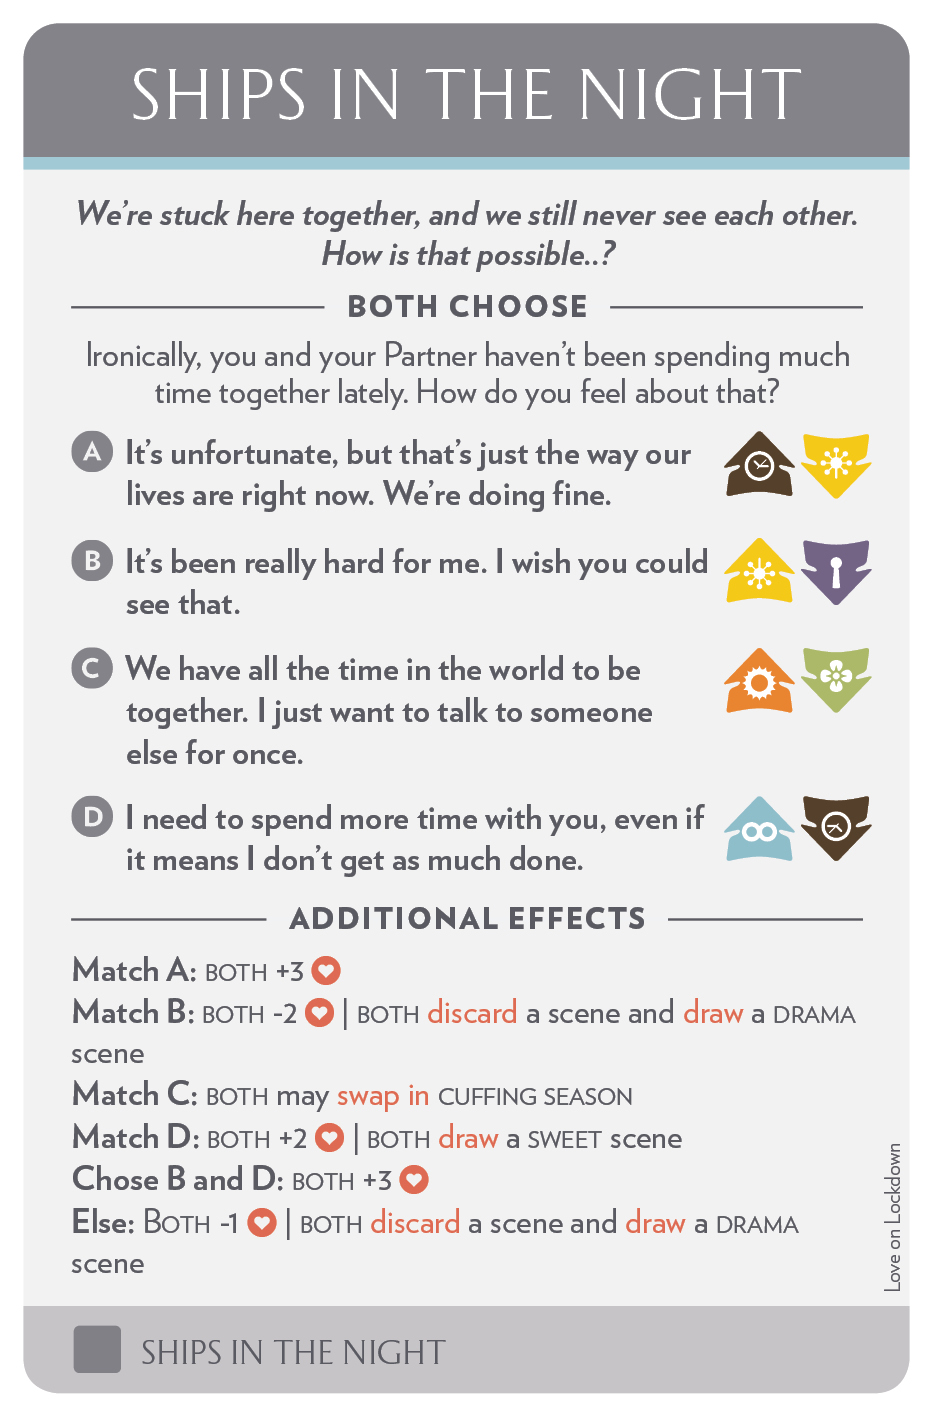 SHIPS IN THE NIGHT
We're stuck here together, and we still never see each other.
How is that possible..?
BOTH CHOOSE
Ironically, you and your Partner haven't been spending much
time together lately. How do you feel about that?
A It's unfortunate, but that's just the way our
lives are right now. We're doing fine.
B It's been really hard for me. I wish you could
see that.
C We have all the time in the world to be
together. I just want to talk to someone
else for once.
D I need to spend more time with you, even if
it means I don't get as much done.
ADDITIONAL EFFECTS
Match A: BOTH +3
Match B: BOTH -2 | BOTH discard a scene and draw a DRAMA
scene
Match C: BOTH may swap in CUFFING SEASON
Match D: BOTH +2 | BOTH draw a SWEET scene
Chose B and D: BOTH +3
Else: BOTH -1 | BOTH discard a scene and draw a DRAMA
scene
Love on Lockdown
SHIPS IN THE NIGHT